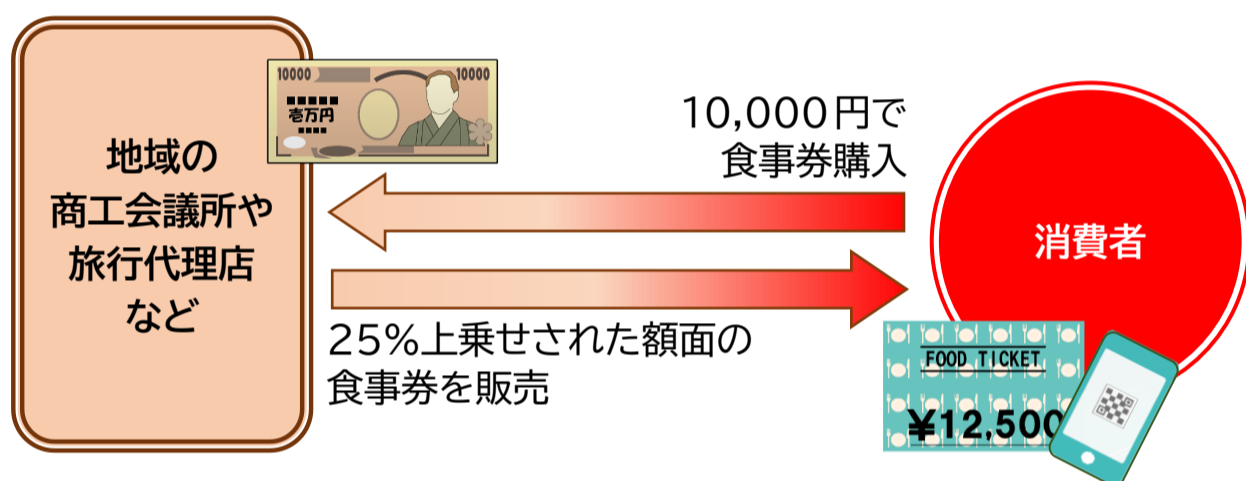 地域の
商工会議所や
旅行代理店
など
10000
10000
壱万円
10,000円で
食事券購入
消費者
25%上乗せされた額面の
食事券を販売
FOOD TICKET
¥12,500